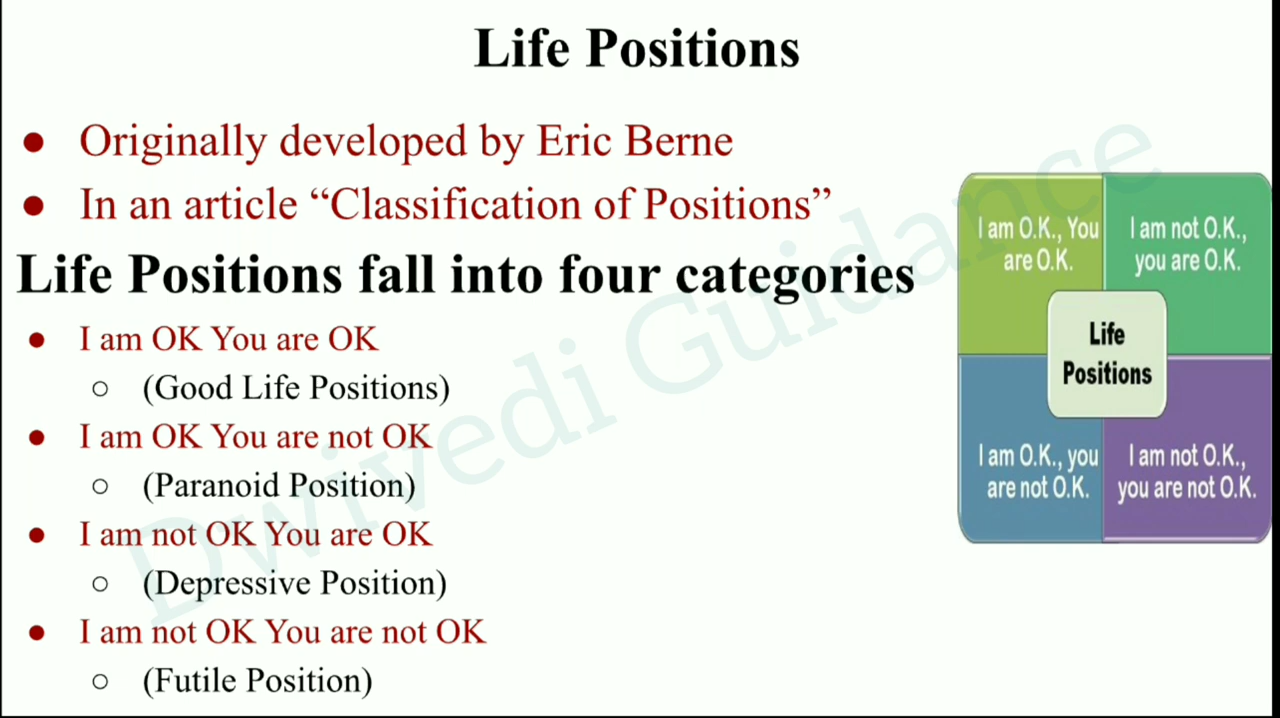 Life Positions
● Originally developed by Eric Berne
● In an article “Classification of Positions”
Life Positions fall into four categories
● I am OK You are OK
○ (Good Life Positions)
● I am OK You are not OK
○ (Paranoid Position)
● I am not OK You are OK
○ (Depressive Position)
● I am not OK You are not OK
○ (Futile Position)
I am O.K., You
are O.K.
I am not O.K.,
you are O.K.
Life
Positions
I am O.K., you
are not O.K.
I am not O.K.,
you are not O.K.
Dwivedi Guidance